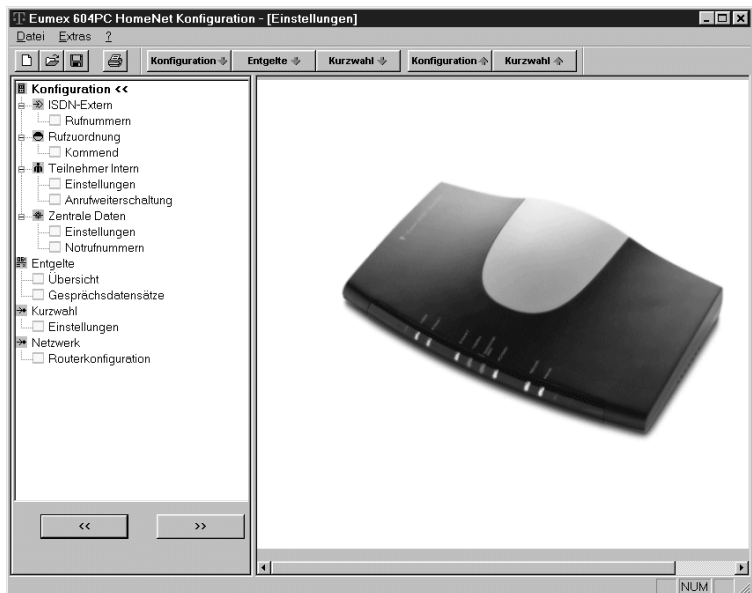 Eumex 604PC HomeNet Konfiguration - [Einstellungen]
Datei Extras ?
Konfiguration Entgelte Kurzwahl Konfiguration Kurzwahl
Konfiguration <<
ISDN-Extern
Rufnummern
Rufzuordnung
Kommend
Teilnehmer Intern
Einstellungen
Anrufweiterschaltung
Zentrale Daten
Einstellungen
Notrufnummern
Entgelte
Übersicht
Gesprächsdatensätze
Kurzwahl
Einstellungen
Netzwerk
Routerkonfiguration
<< >>
NUM